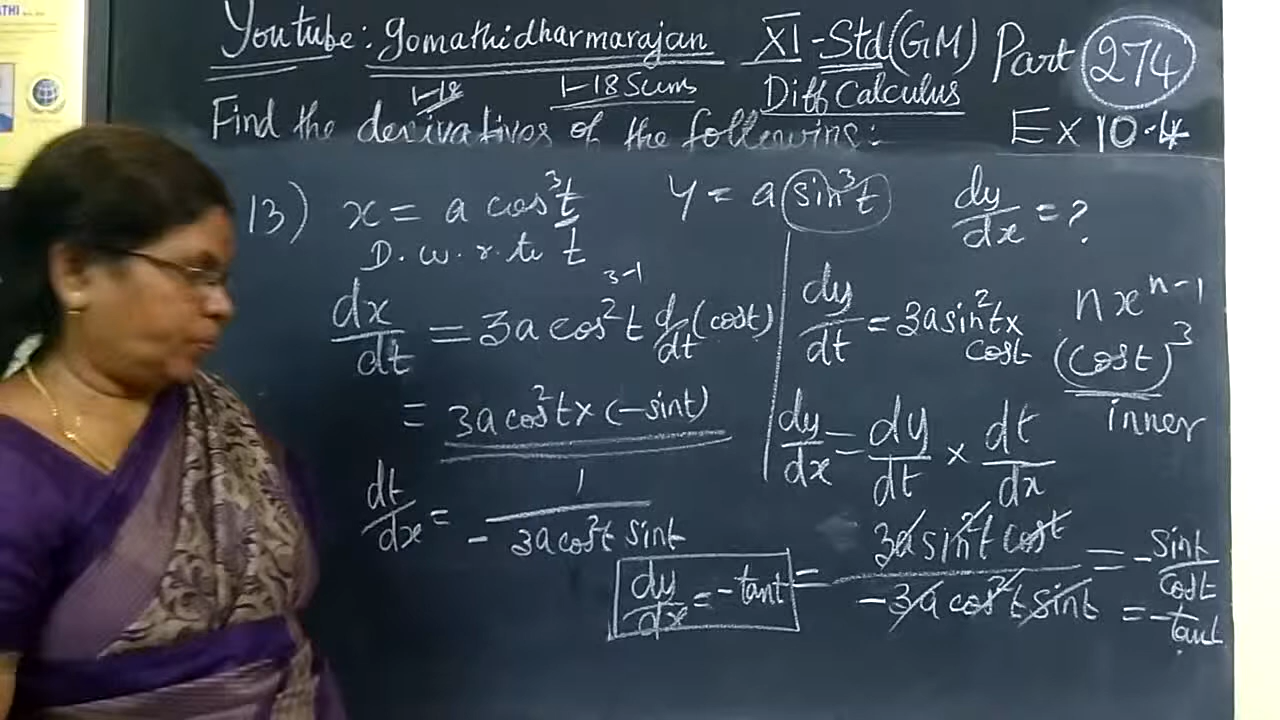 Youtube: gomathidharmarajan XI-Std(GM) Part 274
1-18 1-18 Sums Diff Calculus
Find the derivatives of the following: Ex 10.4
13) x = a cos³t y = a sin³t dy/dx = ?
D. w. r. to t
3-1
dx/dt = 3a cos²t d/dt (cost)
= 3a cos²t x (-sint)
dt/dx = 1/- 3a cos²t sint
dy/dt = 3a sin²t x cost
nx^n-1
(cost)³
inner
dy/dx = dy/dt × dt/dx
= 3a sin²t cost/-3a cos²t sint = - sint/cost
= - tant
dy/dx = - tant